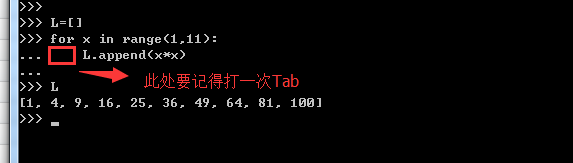 >>>
>>> L=[]
>>> for x in range(1,11):
... L.append(x*x)
...
此处要记得打一次Tab
>>> L
[1, 4, 9, 16, 25, 36, 49, 64, 81, 100]
>>> _